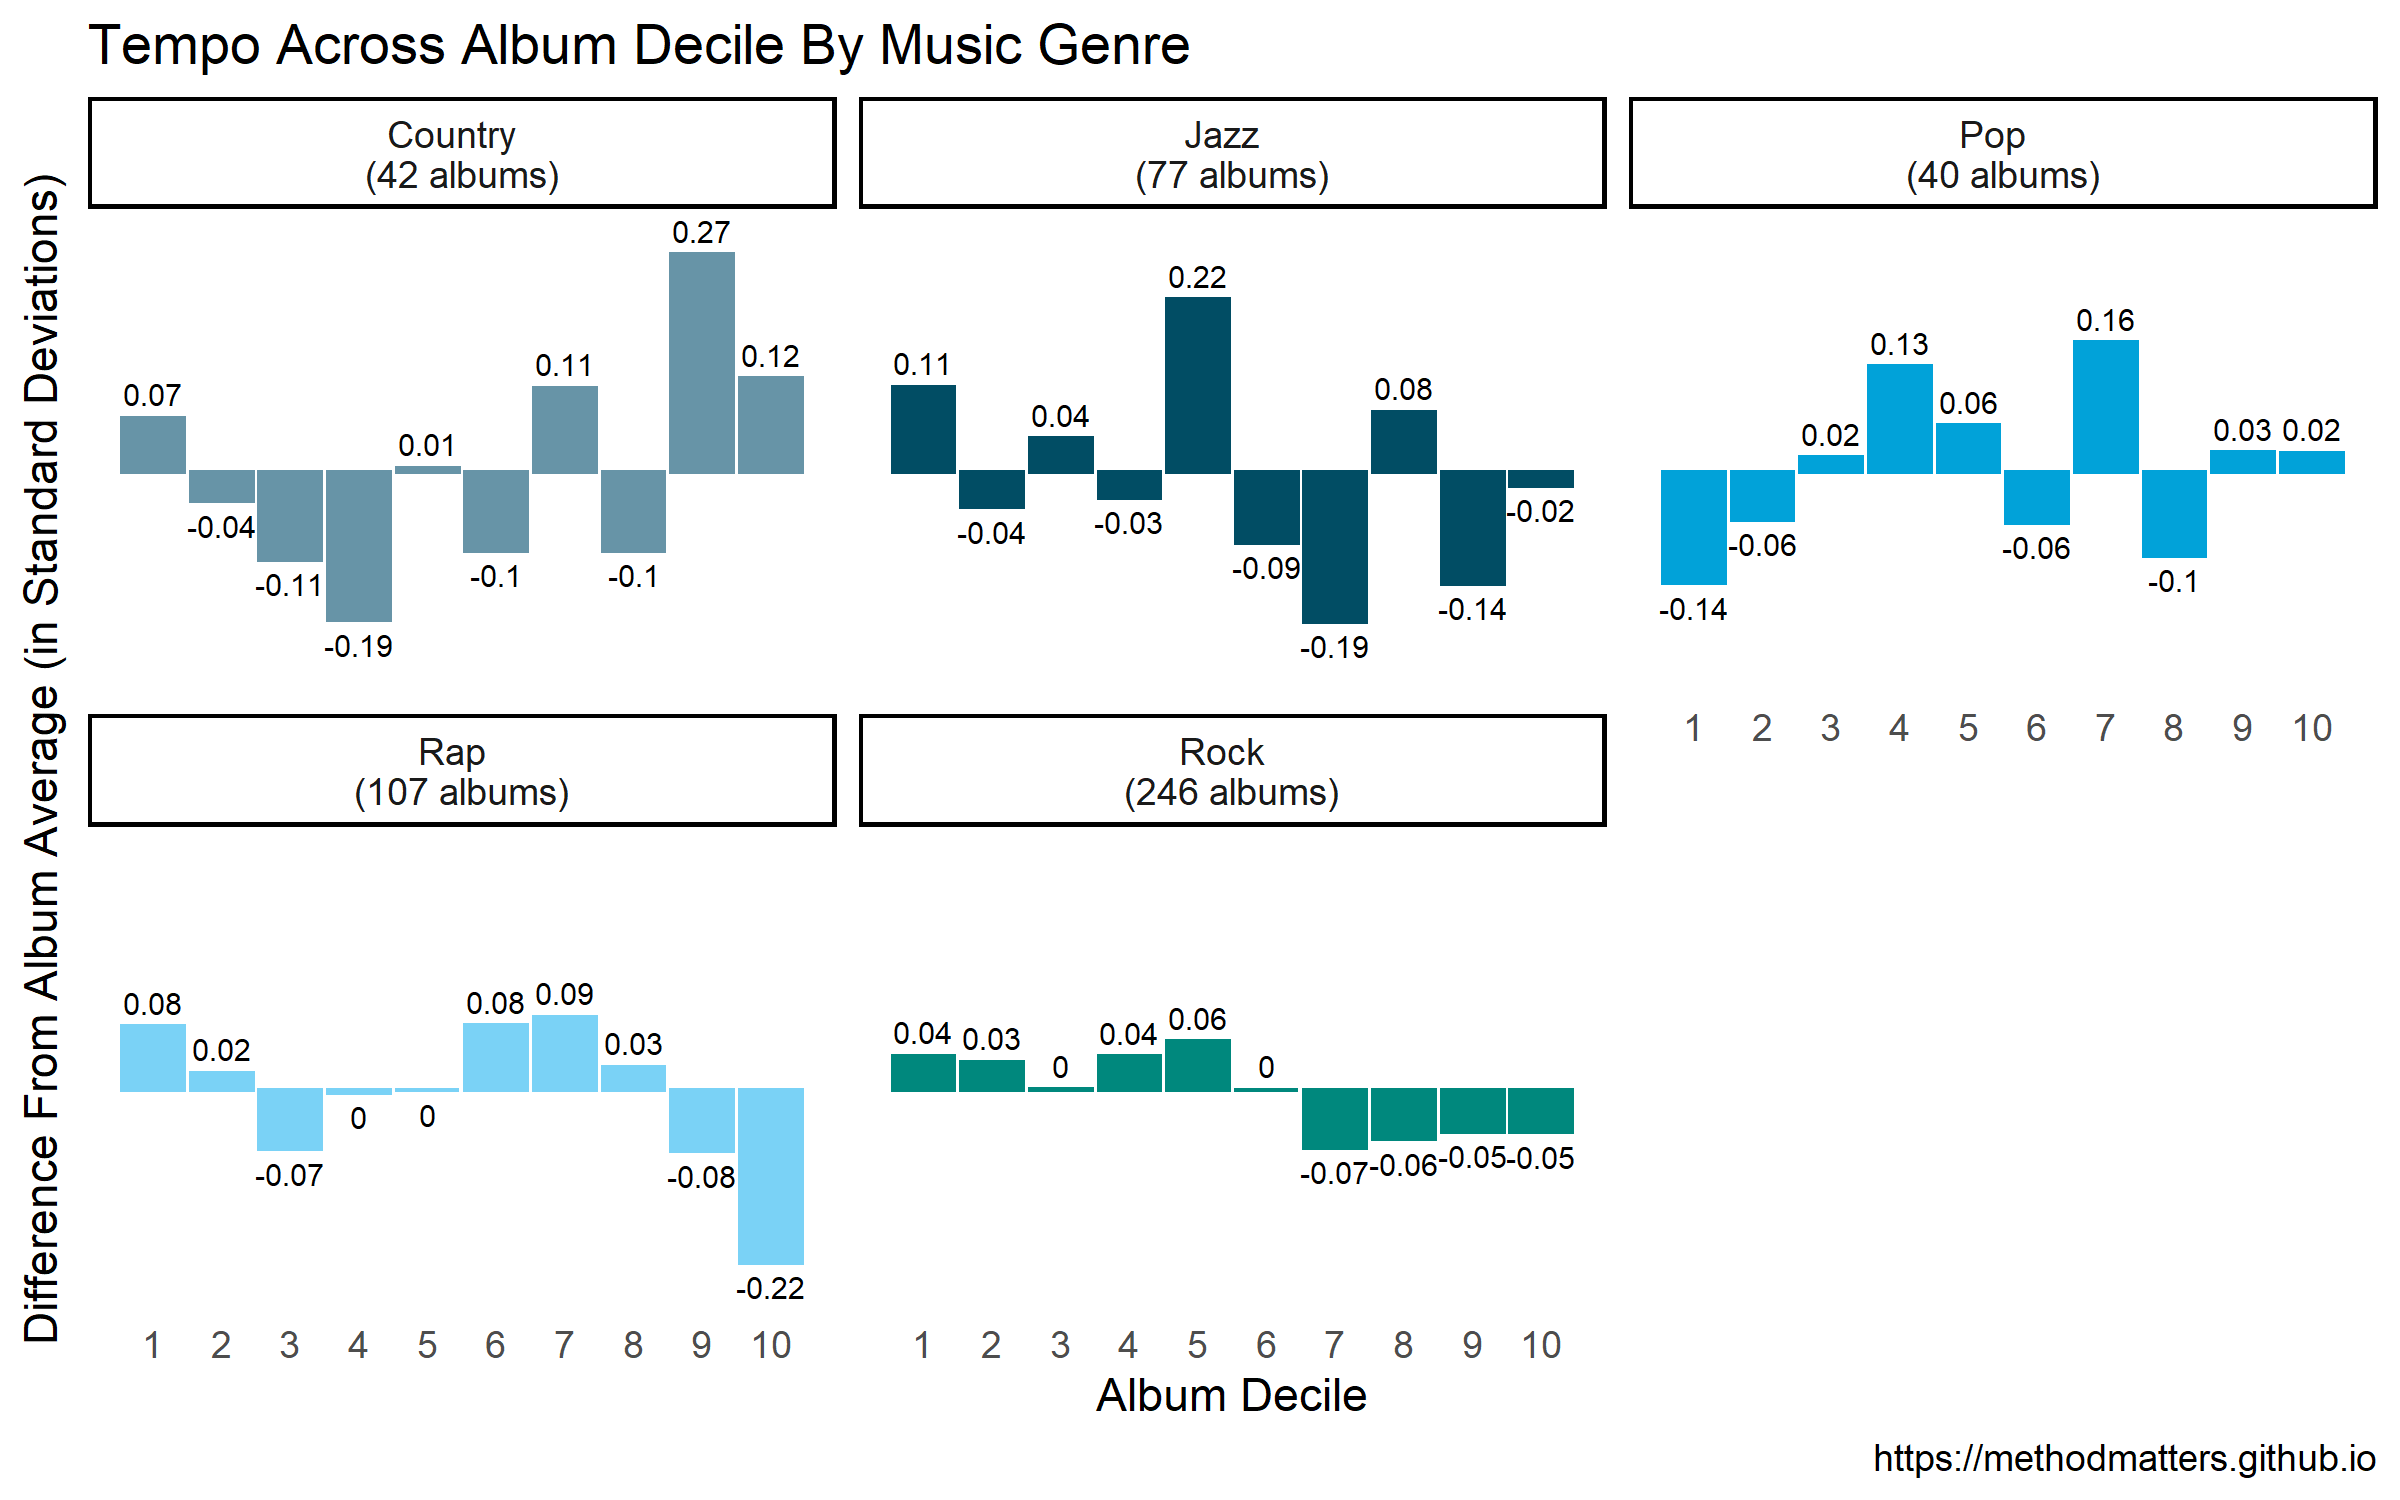 Tempo Across Album Decile By Music Genre
Difference From Album Average (in Standard Deviations)
Country
(42 albums)
0.07
-0.04
-0.11
-0.19
0.01
-0.1
0.11
-0.1
0.27
0.12
Jazz
(77 albums)
0.11
-0.04
0.04
-0.03
0.22
-0.09
-0.19
0.08
-0.14
-0.02
Pop
(40 albums)
-0.14
-0.06
0.02
0.13
0.06
-0.06
0.16
-0.1
0.03
0.02
1 2 3 4 5 6 7 8 9 10
Rap
(107 albums)
0.08
0.02
-0.07
0
0
0.08
0.09
0.03
-0.08
-0.22
1 2 3 4 5 6 7 8 9 10
Rock
(246 albums)
0.04
0.03
0
0.04
0.06
0
-0.07
-0.06
-0.05
-0.05
1 2 3 4 5 6 7 8 9 10
Album Decile
https://methodmatters.github.io